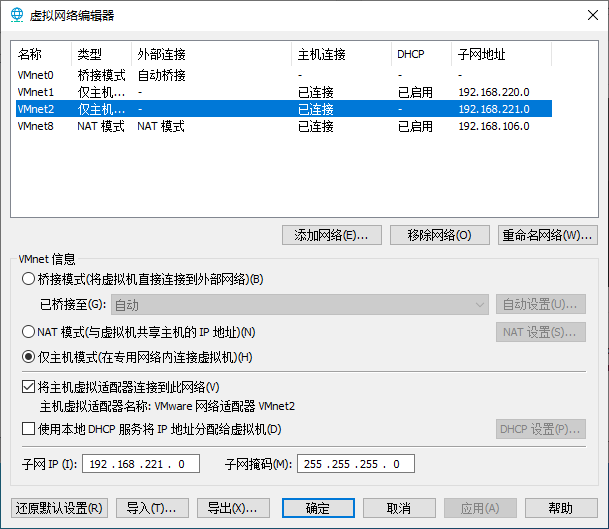 虚拟网络编辑器
名称 类型 外部连接 主机连接 DHCP 子网地址
VMnet0 桥接模式 自动桥接 - - -
VMnet1 仅主机... - 已连接 已启用 192.168.220.0
VMnet2 仅主机... - 已连接 - 192.168.221.0
VMnet8 NAT 模式 NAT 模式 已连接 已启用 192.168.106.0
添加网络(E)... 移除网络(O) 重命名网络(W)...
VMnet 信息
桥接模式(将虚拟机直接连接到外部网络)(B)
已桥接至(G): 自动 自动设置(U)...
NAT 模式(与虚拟机共享主机的 IP 地址)(N) NAT 设置(S)...
仅主机模式(在专用网络内连接虚拟机)(H)
将主机虚拟适配器连接到此网络(V)
主机虚拟适配器名称: VMware 网络适配器 VMnet2
使用本地 DHCP 服务将 IP 地址分配给虚拟机(D) DHCP 设置(P)...
子网 IP (I): 192 .168 .221 . 0 子网掩码(M): 255 .255 .255 . 0
还原默认设置(R) 导入(T)... 导出(X)... 确定 取消 应用(A) 帮助